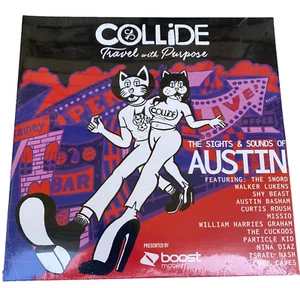 COLLiDE
Travel with Purpose
COLLiDE
BAR
THE SIGHTS & SOUNDS OF
AUSTIN
FEATURING: THE SWORD
WALKER LUKENS
SHY BEAST
AUSTIN BASHAM
CURTIS ROUSH
MISSIO
WILLIAM HARRIES GRAHAM
THE CUCKOOS
PARTICLE KID
NINA DIAZ
ISRAEL NASH
PRESENTED BY
boost
mobile